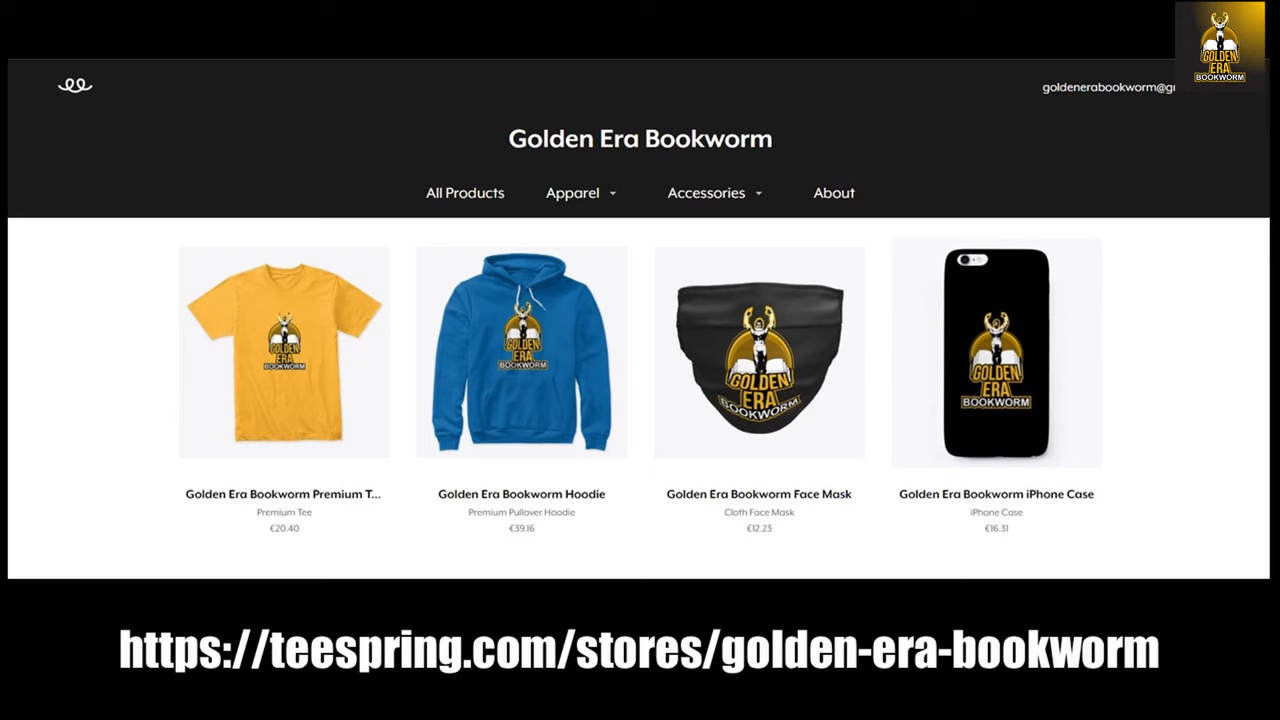 GOLDEN
ERA
BOOKWORM
goldenerabookworm@g
Golden Era Bookworm
All Products Apparel Accessories About
GOLDEN
ERA
BOOKWORM
GOLDEN
ERA
BOOKWORM
GOLDEN
ERA
BOOKWORM
GOLDEN
ERA
BOOKWORM
Golden Era Bookworm Premium T...
Premium Tee
€20.40
Golden Era Bookworm Hoodie
Premium Pullover Hoodie
€39.16
Golden Era Bookworm Face Mask
Cloth Face Mask
€12.23
Golden Era Bookworm iPhone Case
iPhone Case
€16.31
https://teespring.com/stores/golden-era-bookworm